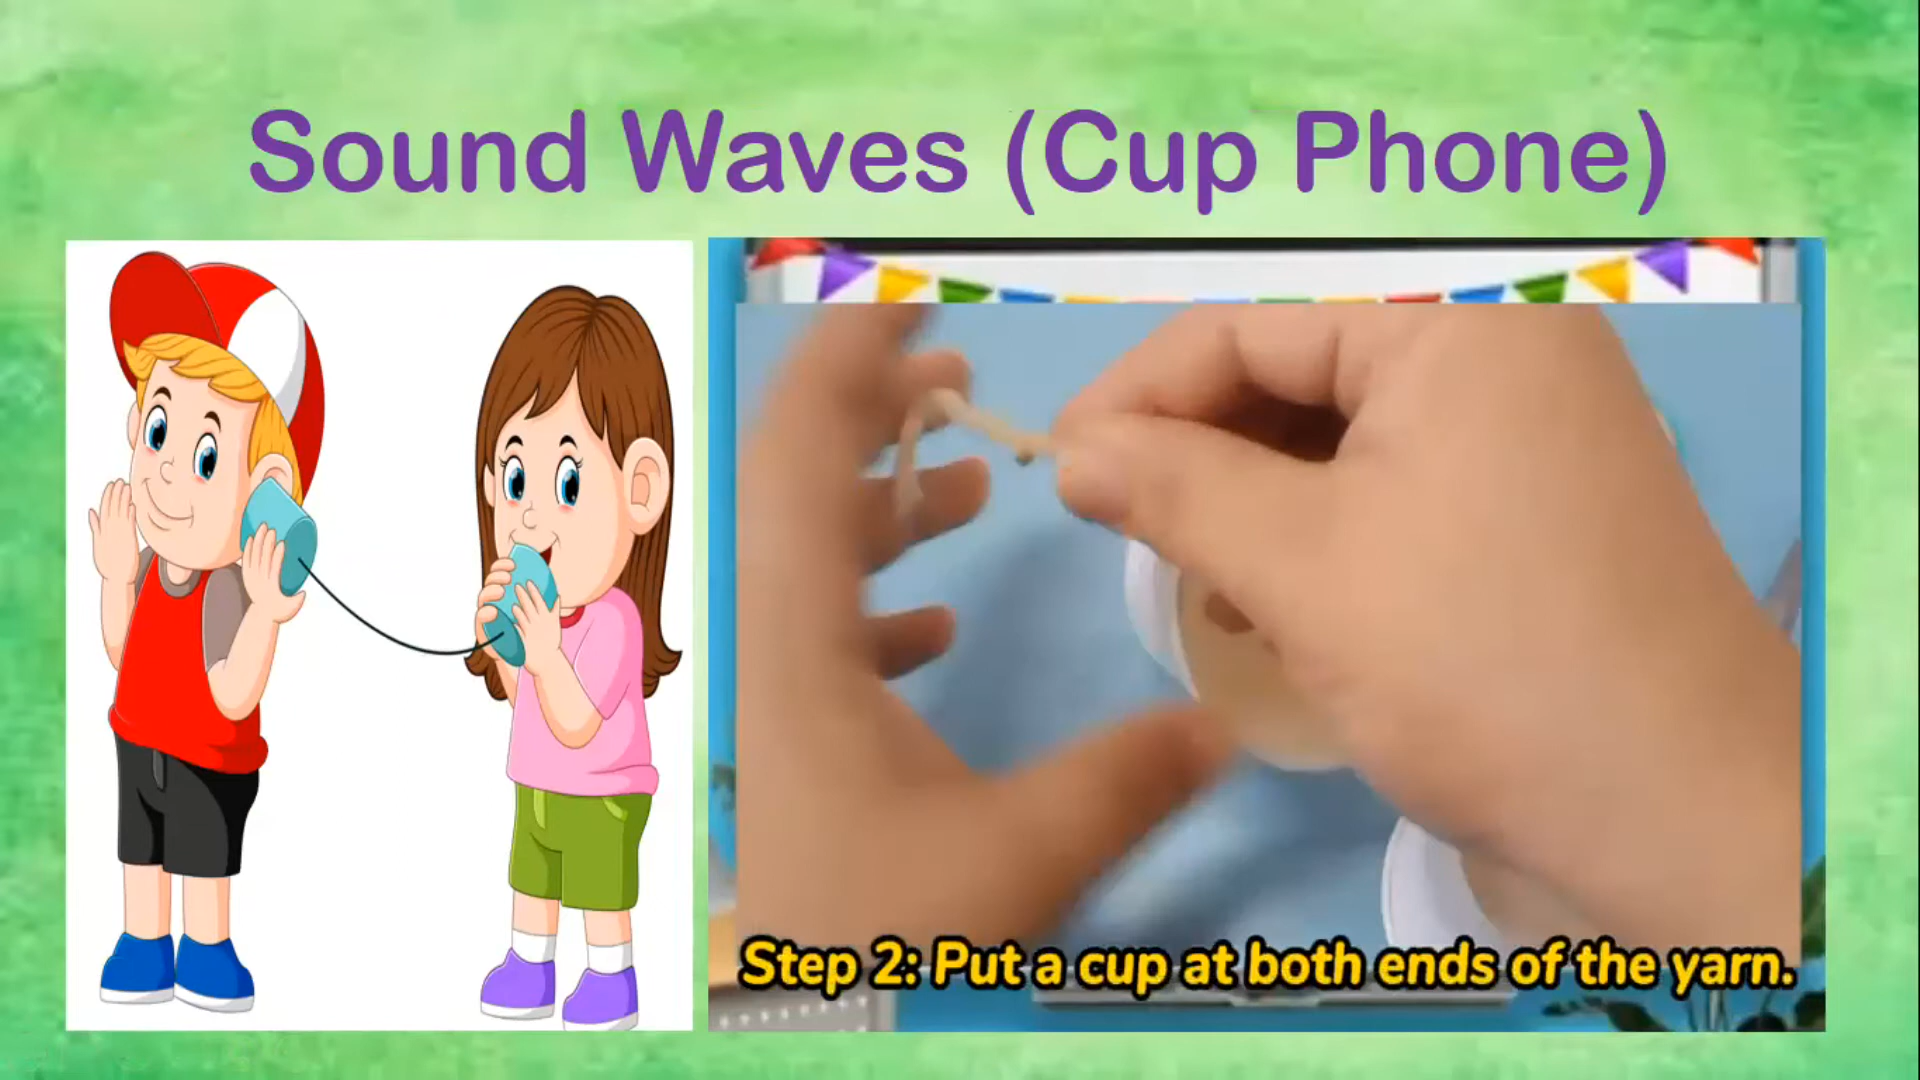 Sound Waves (Cup Phone)
Step 2: Put a cup at both ends of the yarn.